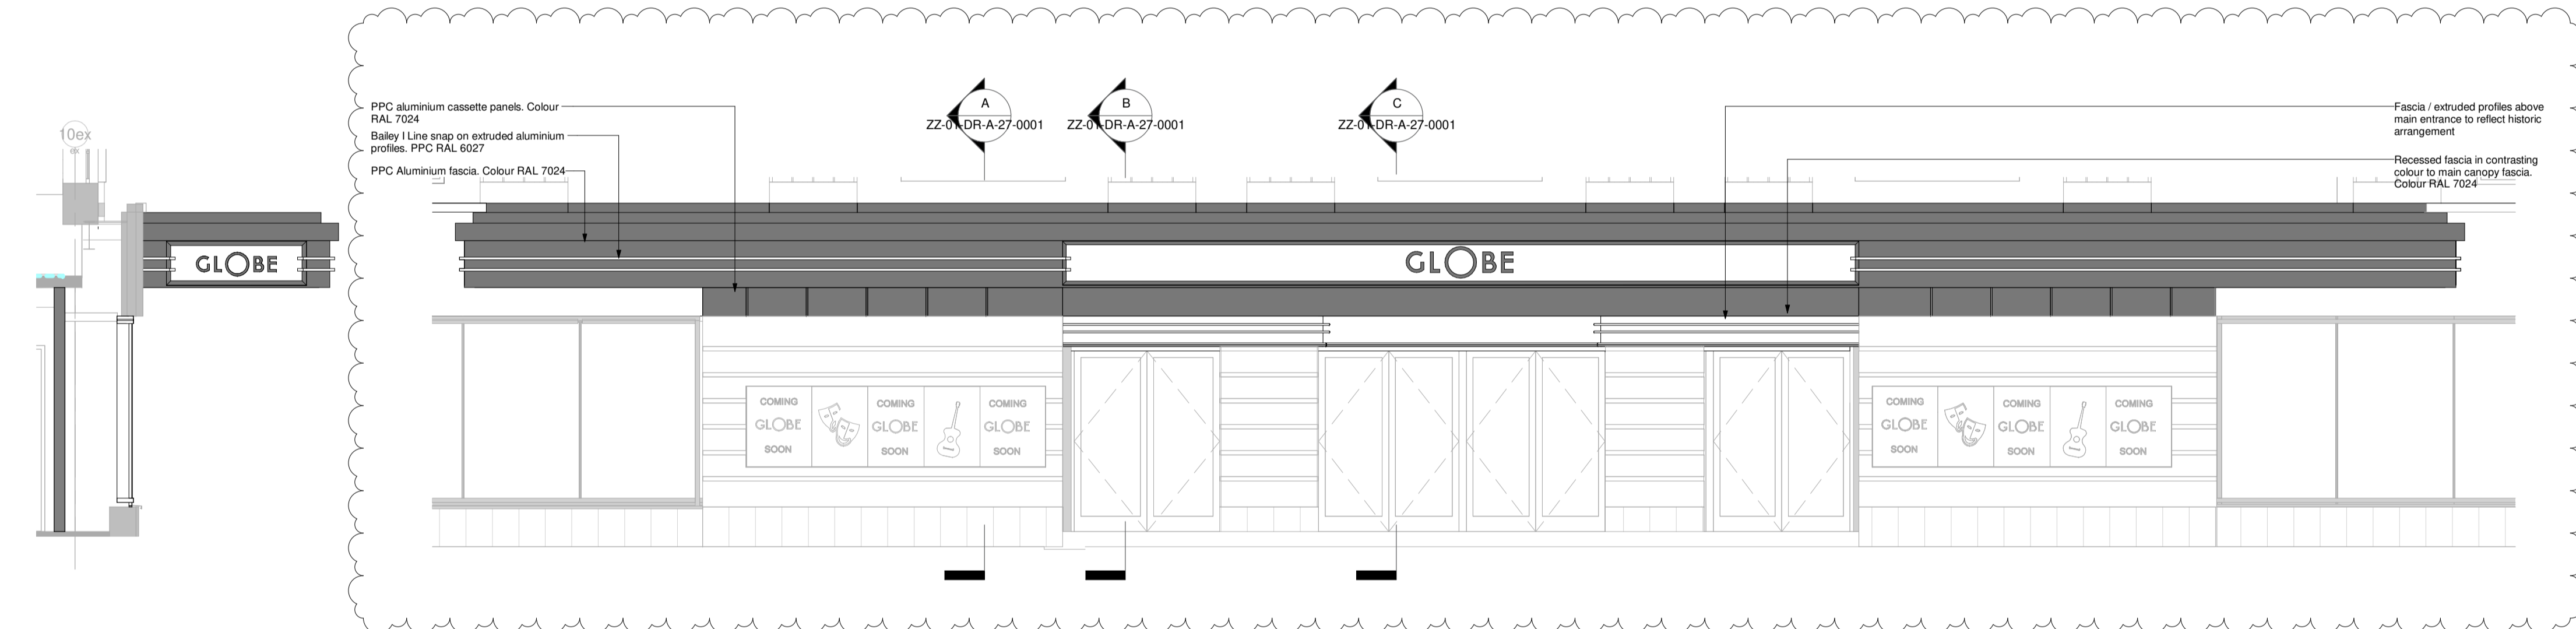 10ex
ex
GLOBE
PPC aluminium cassette panels. Colour
RAL 7024
Bailey I Line snap on extruded aluminium
profiles. PPC RAL 6027
PPC Aluminium fascia. Colour RAL 7024
A
ZZ-01-DR-A-27-0001
B
ZZ-01-DR-A-27-0001
C
ZZ-01-DR-A-27-0001
Fascia / extruded profiles above
main entrance to reflect historic
arrangement
Recessed fascia in contrasting
colour to main canopy fascia.
Colour RAL 7024
GLOBE
COMING
GLOBE
SOON
COMING
GLOBE
SOON
COMING
GLOBE
SOON
COMING
GLOBE
SOON
COMING
GLOBE
SOON
COMING
GLOBE
SOON